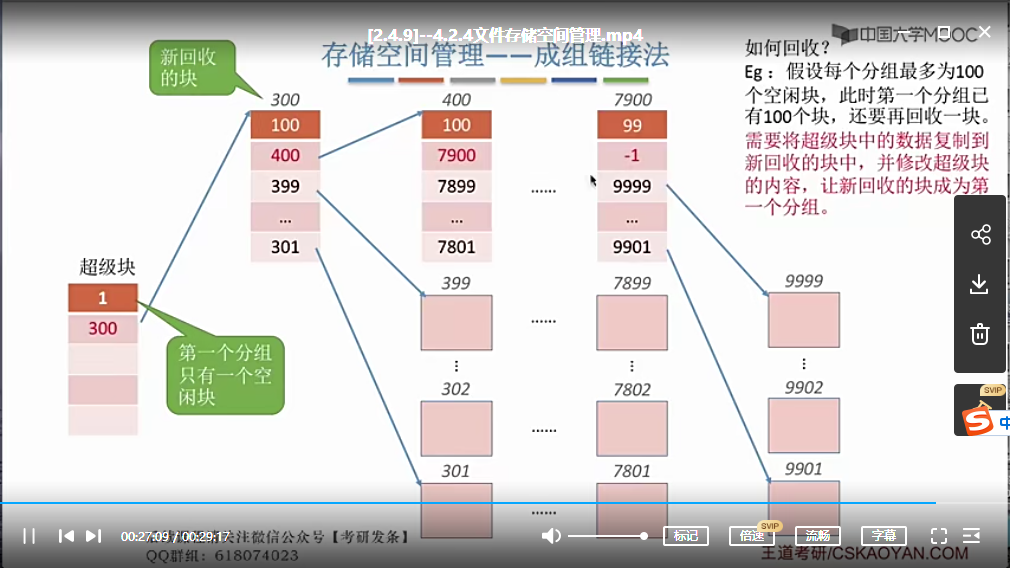 [2.4.9]--4.2.4文件存储空间管理.mp4
中国大学MOOC
存储空间管理——成组链接法
新回收
的块
如何回收?
Eg：假设每个分组最多为100
个空闲块，此时第一个分组已
有100个块，还要再回收一块。
需要将超级块中的数据复制到
新回收的块中，并修改超级块
的内容，让新回收的块成为第
一个分组。
300
100
400
399
...
301
400
100
7900
7899
...
7801
......
7900
99
-1
9999
...
9901
超级块
1
300
第一个分组
只有一个空
闲块
399
......
7899
9999
302
......
7802
9902
301
......
7801
9901
SVIP
中
00:27:09 / 00:29:17
关注微信公众号【考研发条】
QQ群组：618074023
标记
倍速
SVIP
流畅
字幕
王道考研/CSKAOYAN.COM